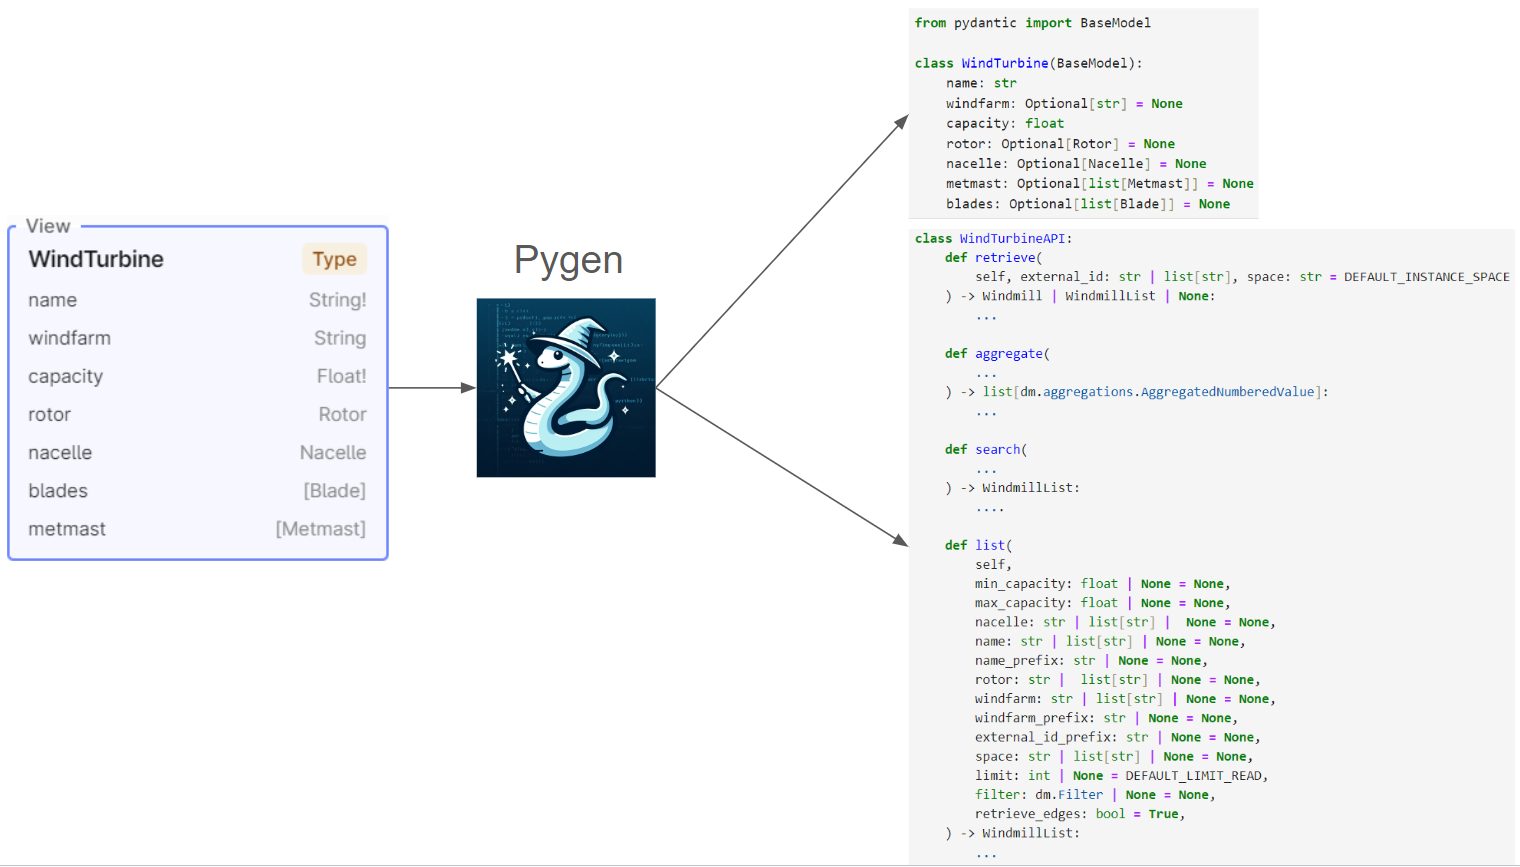 View
WindTurbine Type
name String!
windfarm String
capacity Float!
rotor Rotor
nacelle Nacelle
blades [Blade]
metmast [Metmast]
Pygen
from pydantic import BaseModel
class WindTurbine(BaseModel):
    name: str
    windfarm: Optional[str] = None
    capacity: float
    rotor: Optional[Rotor] = None
    nacelle: Optional[Nacelle] = None
    metmast: Optional[list[Metmast]] = None
    blades: Optional[list[Blade]] = None
class WindTurbineAPI:
    def retrieve(
        self, external_id: str | list[str], space: str = DEFAULT_INSTANCE_SPACE
    ) -> Windmill | WindmillList | None:
        ...
    def aggregate(
        ...
    ) -> list[dm.aggregations.AggregatedNumberedValue]:
        ...
    def search(
        ...
    ) -> WindmillList:
        ....
    def list(
        self,
        min_capacity: float | None = None,
        max_capacity: float | None = None,
        nacelle: str | list[str] |  None = None,
        name: str | list[str] | None = None,
        name_prefix: str | None = None,
        rotor: str |  list[str] | None = None,
        windfarm: str | list[str] | None = None,
        windfarm_prefix: str | None = None,
        external_id_prefix: str | None = None,
        space: str | list[str] | None = None,
        limit: int | None = DEFAULT_LIMIT_READ,
        filter: dm.Filter | None = None,
        retrieve_edges: bool = True,
    ) -> WindmillList:
        ...